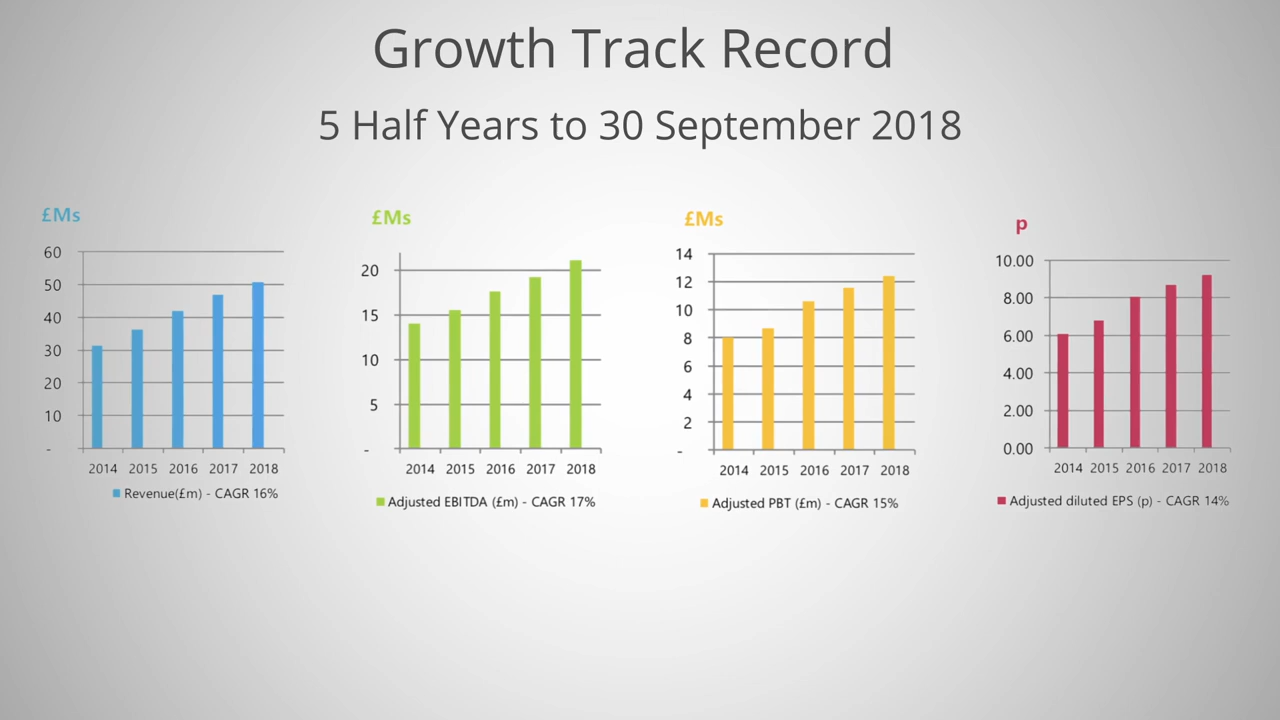 Growth Track Record
5 Half Years to 30 September 2018
£Ms
60
50
40
30
20
10
-
2014 2015 2016 2017 2018
Revenue(£m) - CAGR 16%
£Ms
20
15
10
5
-
2014 2015 2016 2017 2018
Adjusted EBITDA (£m) - CAGR 17%
£Ms
14
12
10
8
6
4
2
-
2014 2015 2016 2017 2018
Adjusted PBT (£m) - CAGR 15%
p
10.00
8.00
6.00
4.00
2.00
0.00
2014 2015 2016 2017 2018
Adjusted diluted EPS (p) - CAGR 14%